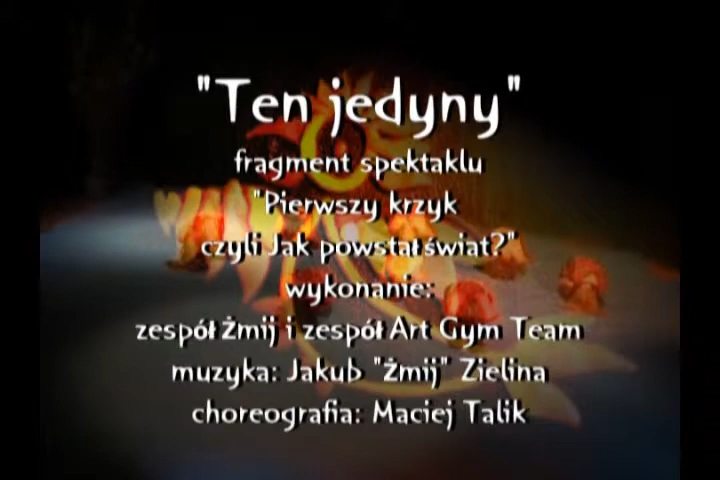 "Ten jedyny"
fragment spektaklu
"Pierwszy krzyk
czyli Jak powstał świat?"
wykonanie:
zespół Żmij i zespół Art Gym Team
muzyka: Jakub "Żmij" Zielina
choreografia: Maciej Talik